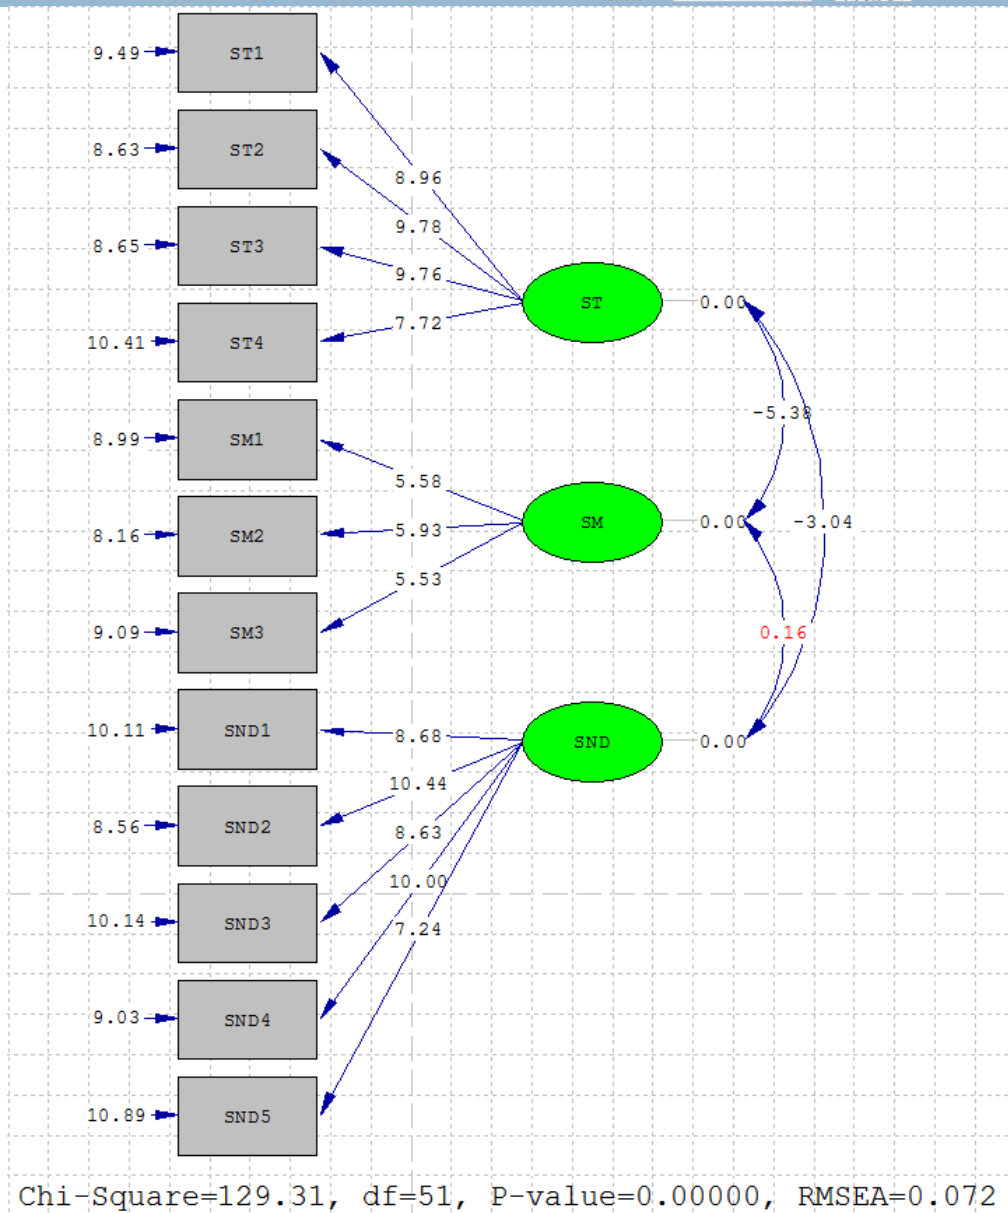 9.49 ST1
8.63 ST2
8.96
9.78
8.65 ST3
9.76
ST 0.00
10.41 ST4
7.72
-5.38
8.99 SM1
5.58
8.16 SM2
5.93
SM 0.00
-3.04
5.53
9.09 SM3
0.16
10.11 SND1
8.68
SND 0.00
10.44
8.56 SND2
8.63
10.00
10.14 SND3
7.24
9.03 SND4
10.89 SND5
Chi-Square=129.31, df=51, P-value=0.00000, RMSEA=0.072